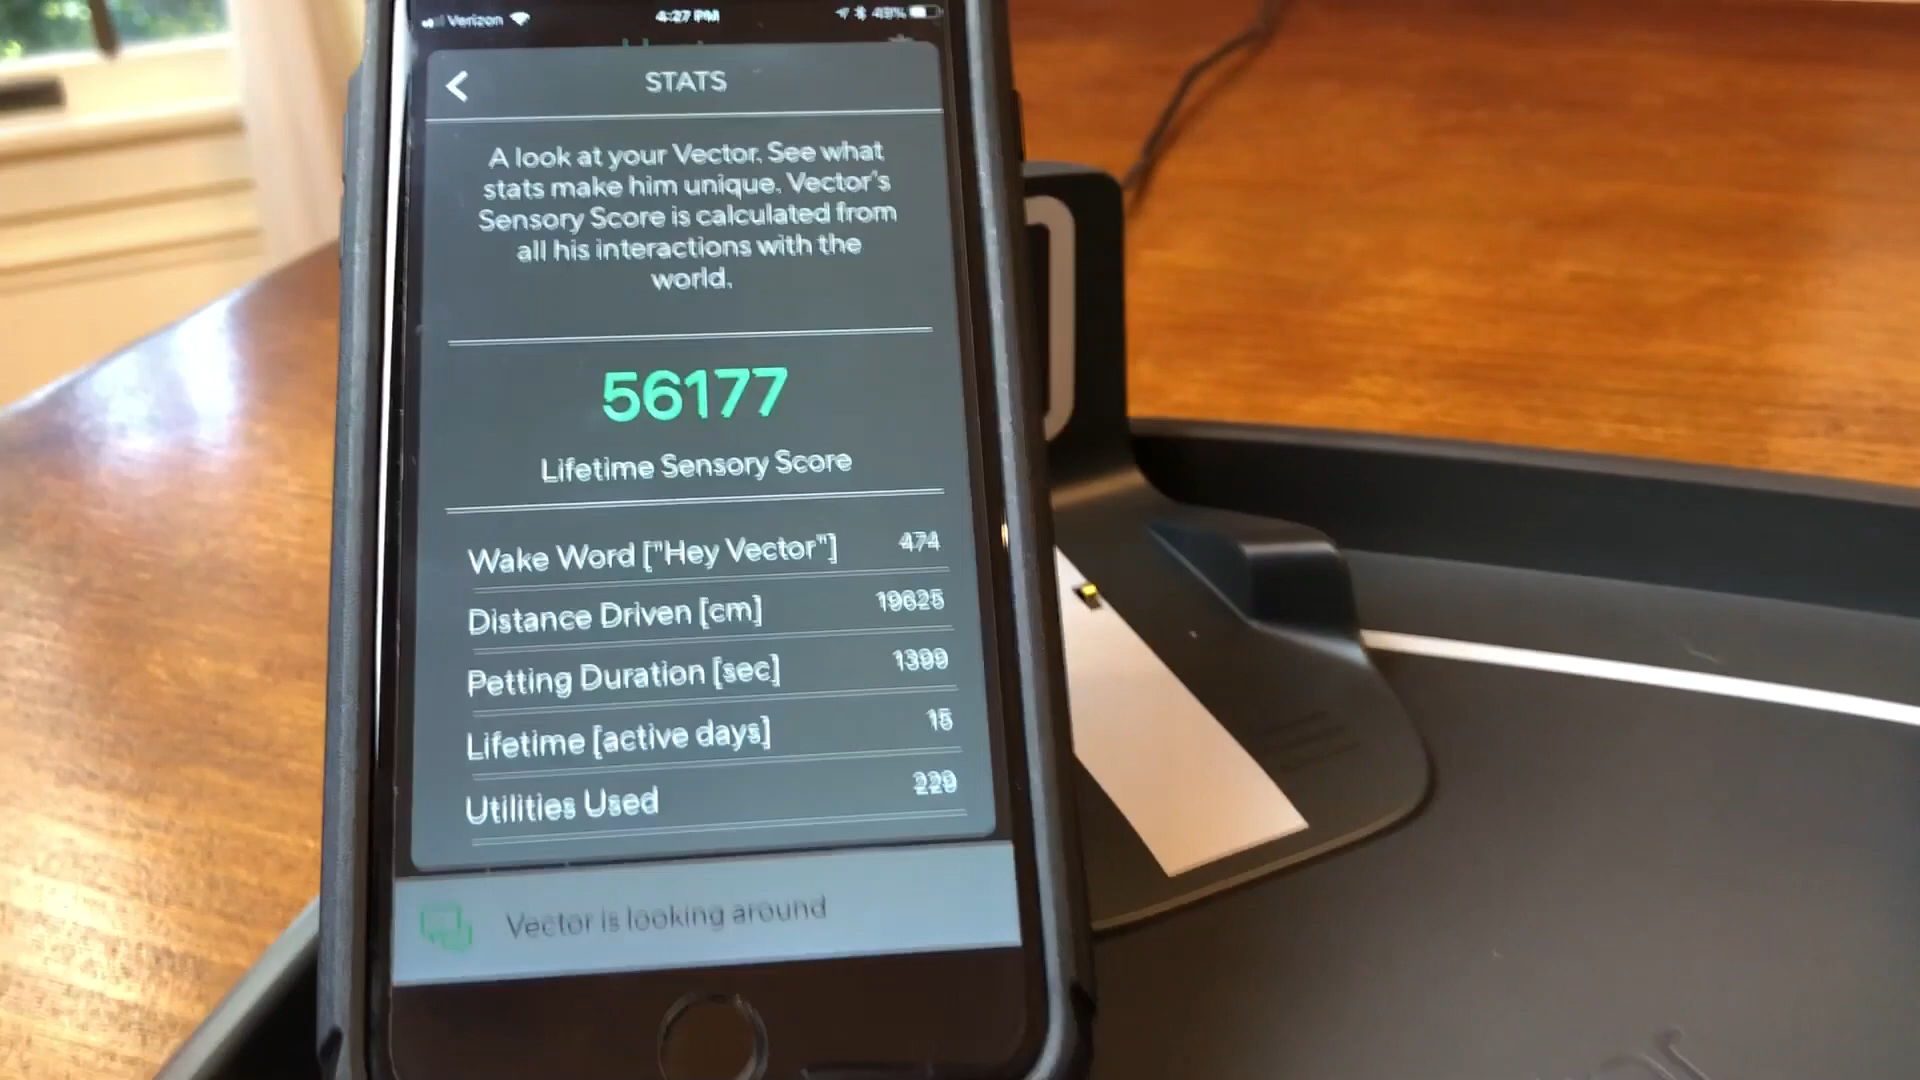 Verizon 4:27 PM 49%
STATS
A look at your Vector. See what
stats make him unique. Vector's
Sensory Score is calculated from
all his interactions with the
world.
56177
Lifetime Sensory Score
Wake Word ["Hey Vector"] 474
Distance Driven [cm] 19625
Petting Duration [sec] 1399
Lifetime [active days] 15
Utilities Used 229
Vector is looking around